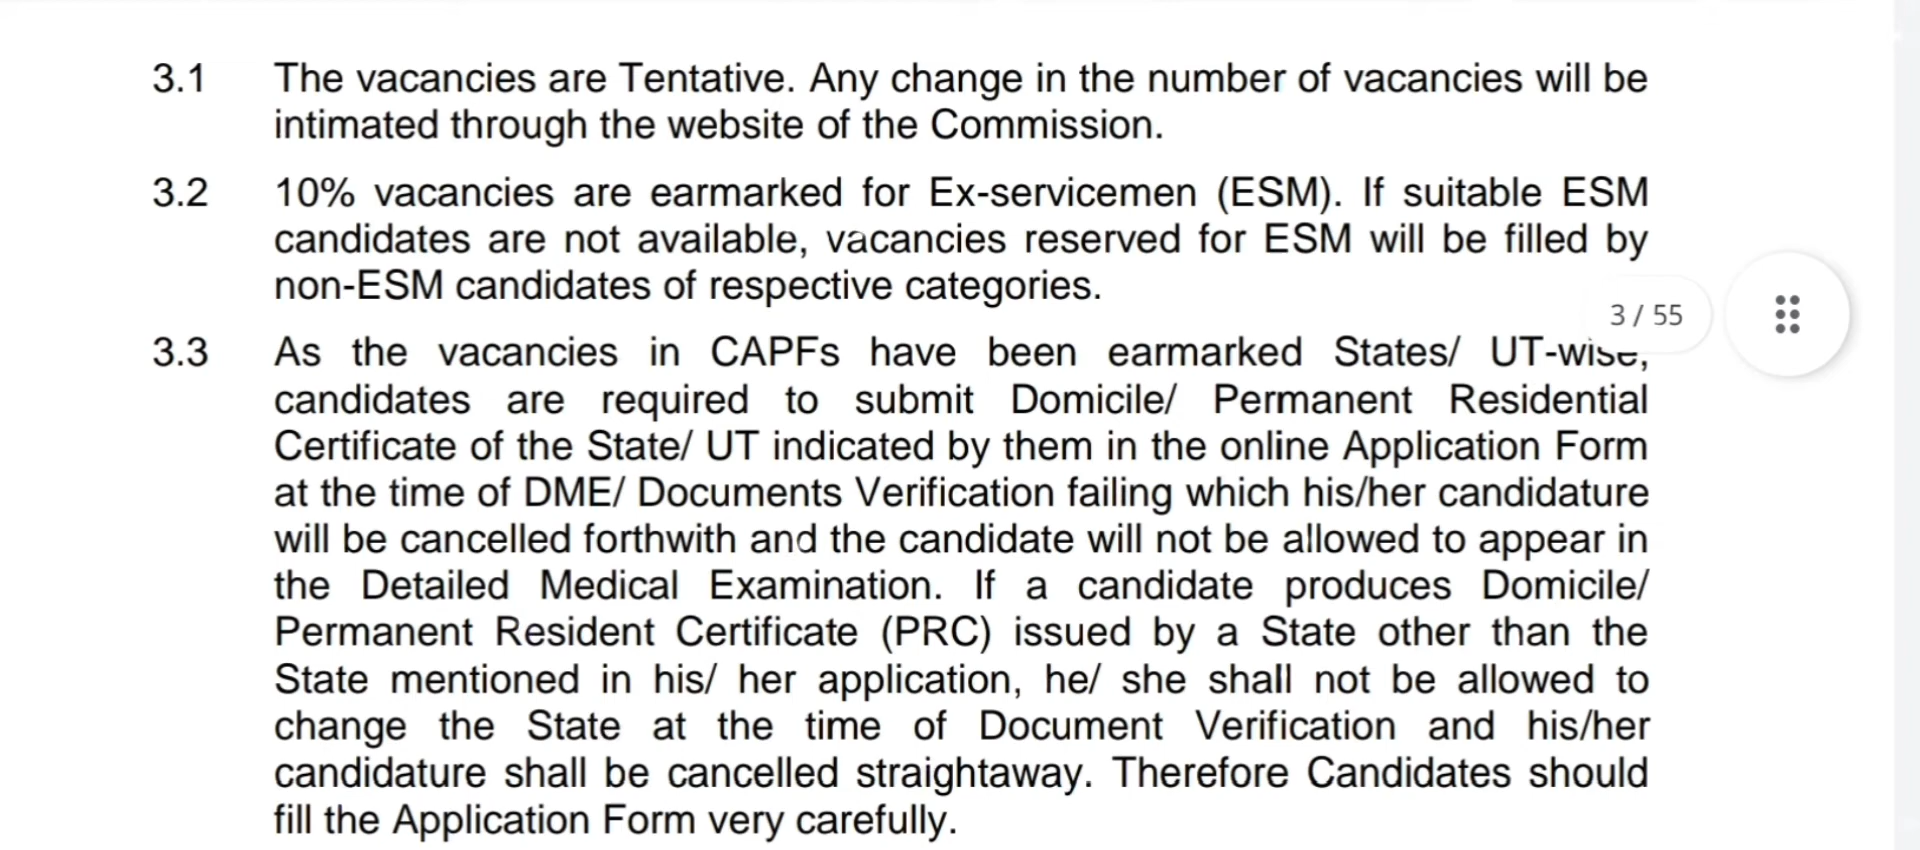 3.1 The vacancies are Tentative. Any change in the number of vacancies will be
intimated through the website of the Commission.
3.2 10% vacancies are earmarked for Ex-servicemen (ESM). If suitable ESM
candidates are not available, vacancies reserved for ESM will be filled by
non-ESM candidates of respective categories.
3 / 55
3.3 As the vacancies in CAPFs have been earmarked States/ UT-wise,
candidates are required to submit Domicile/ Permanent Residential
Certificate of the State/ UT indicated by them in the online Application Form
at the time of DME/ Documents Verification failing which his/her candidature
will be cancelled forthwith and the candidate will not be allowed to appear in
the Detailed Medical Examination. If a candidate produces Domicile/
Permanent Resident Certificate (PRC) issued by a State other than the
State mentioned in his/ her application, he/ she shall not be allowed to
change the State at the time of Document Verification and his/her
candidature shall be cancelled straightaway. Therefore Candidates should
fill the Application Form very carefully.